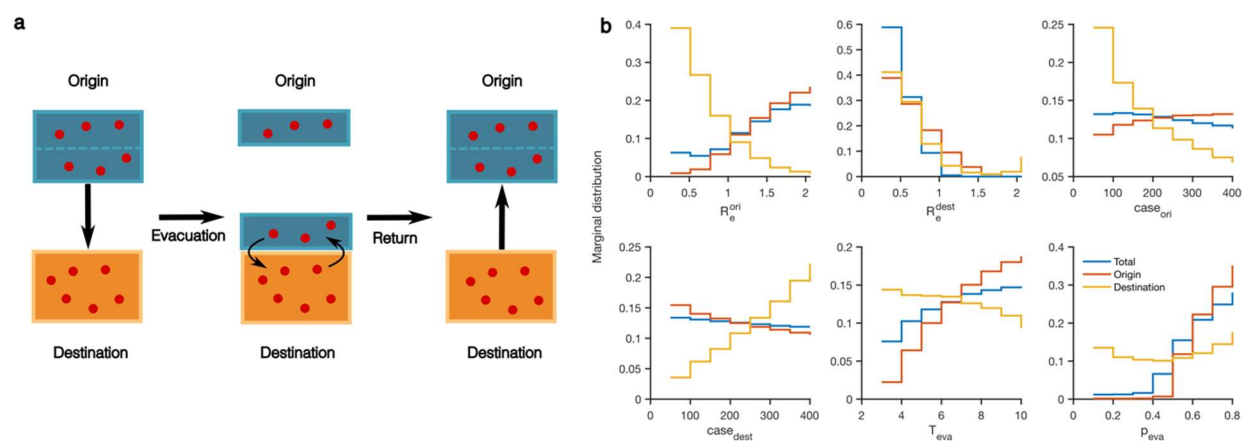 a
Origin
Origin
Origin
Evacuation
Return
Destination
Destination
Destination
b
Marginal distribution
0.4
0.3
0.2
0.1
0
0 0.5 1 1.5 2
R_e^ori
0.6
0.5
0.4
0.3
0.2
0.1
0
0 0.5 1 1.5 2
R_e^dest
0.25
0.2
0.15
0.1
0.05
0 100 200 300 400
case_ori
0.25
0.2
0.15
0.1
0.05
0
0 100 200 300 400
case_dest
0.2
0.15
0.1
0.05
0
2 4 6 8 10
T_eva
0.4
0.3
0.2
0.1
0
0 0.2 0.4 0.6 0.8
p_eva
Total
Origin
Destination